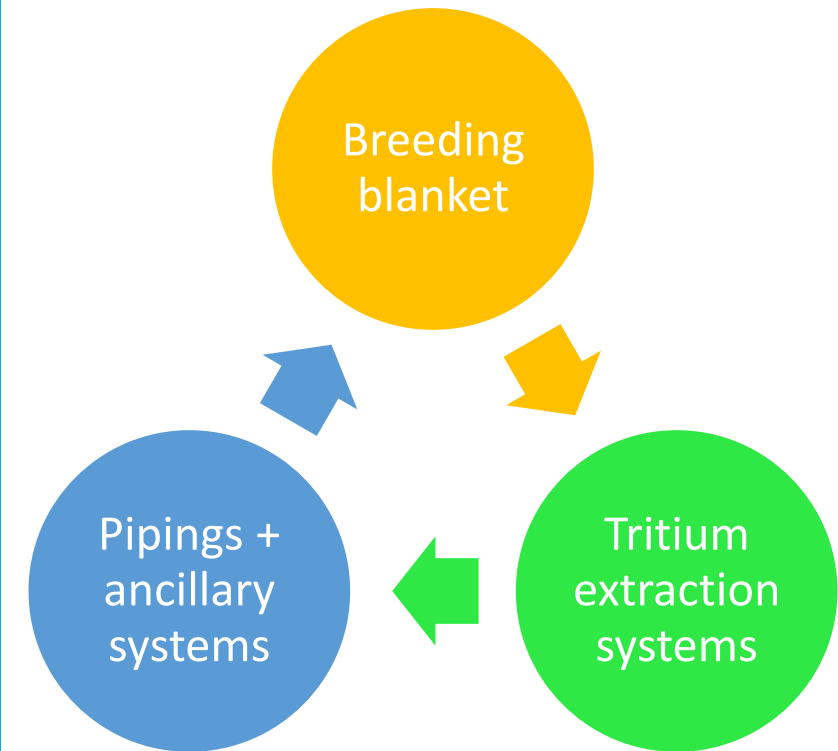 Breeding
blanket
Pipings +
ancillary
systems
Tritium
extraction
systems